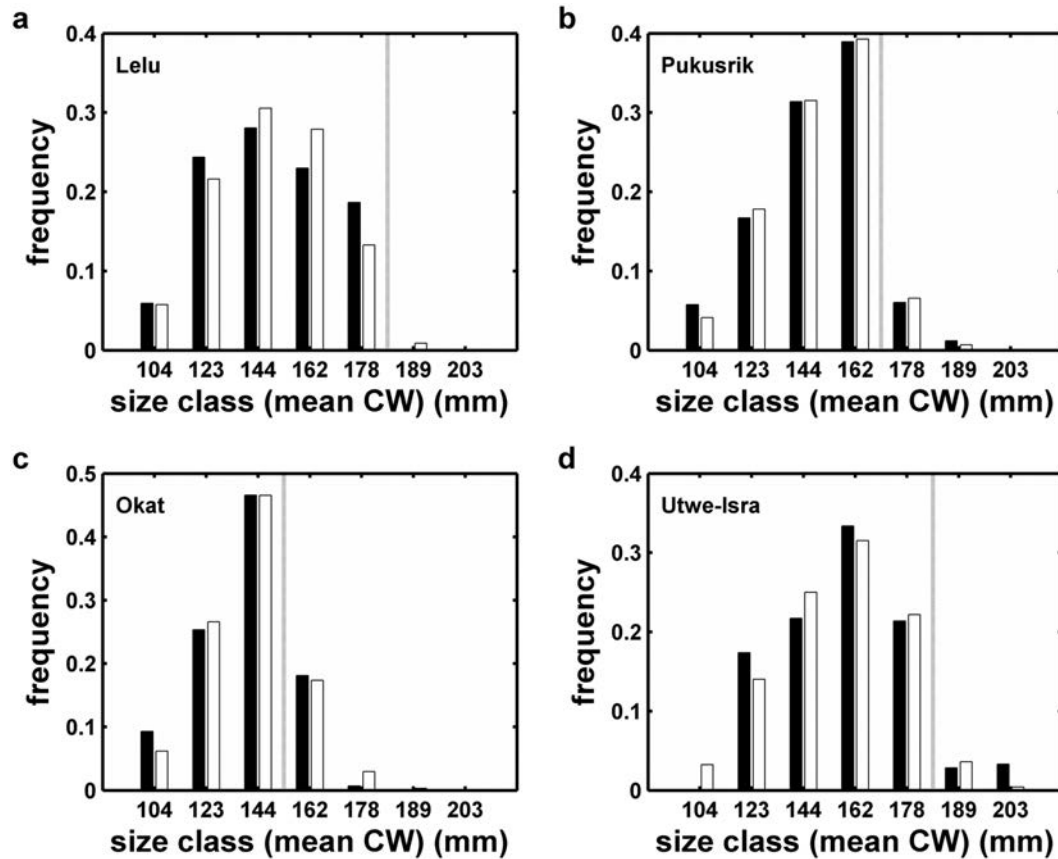 a
Lelu
frequency
0.4
0.3
0.2
0.1
0
104 123 144 162 178 189 203
size class (mean CW) (mm)
b
Pukusrik
frequency
0.4
0.3
0.2
0.1
0
104 123 144 162 178 189 203
size class (mean CW) (mm)
c
Okat
frequency
0.5
0.4
0.3
0.2
0.1
0
104 123 144 162 178 189 203
size class (mean CW) (mm)
d
Utwe-Isra
frequency
0.4
0.3
0.2
0.1
0
104 123 144 162 178 189 203
size class (mean CW) (mm)